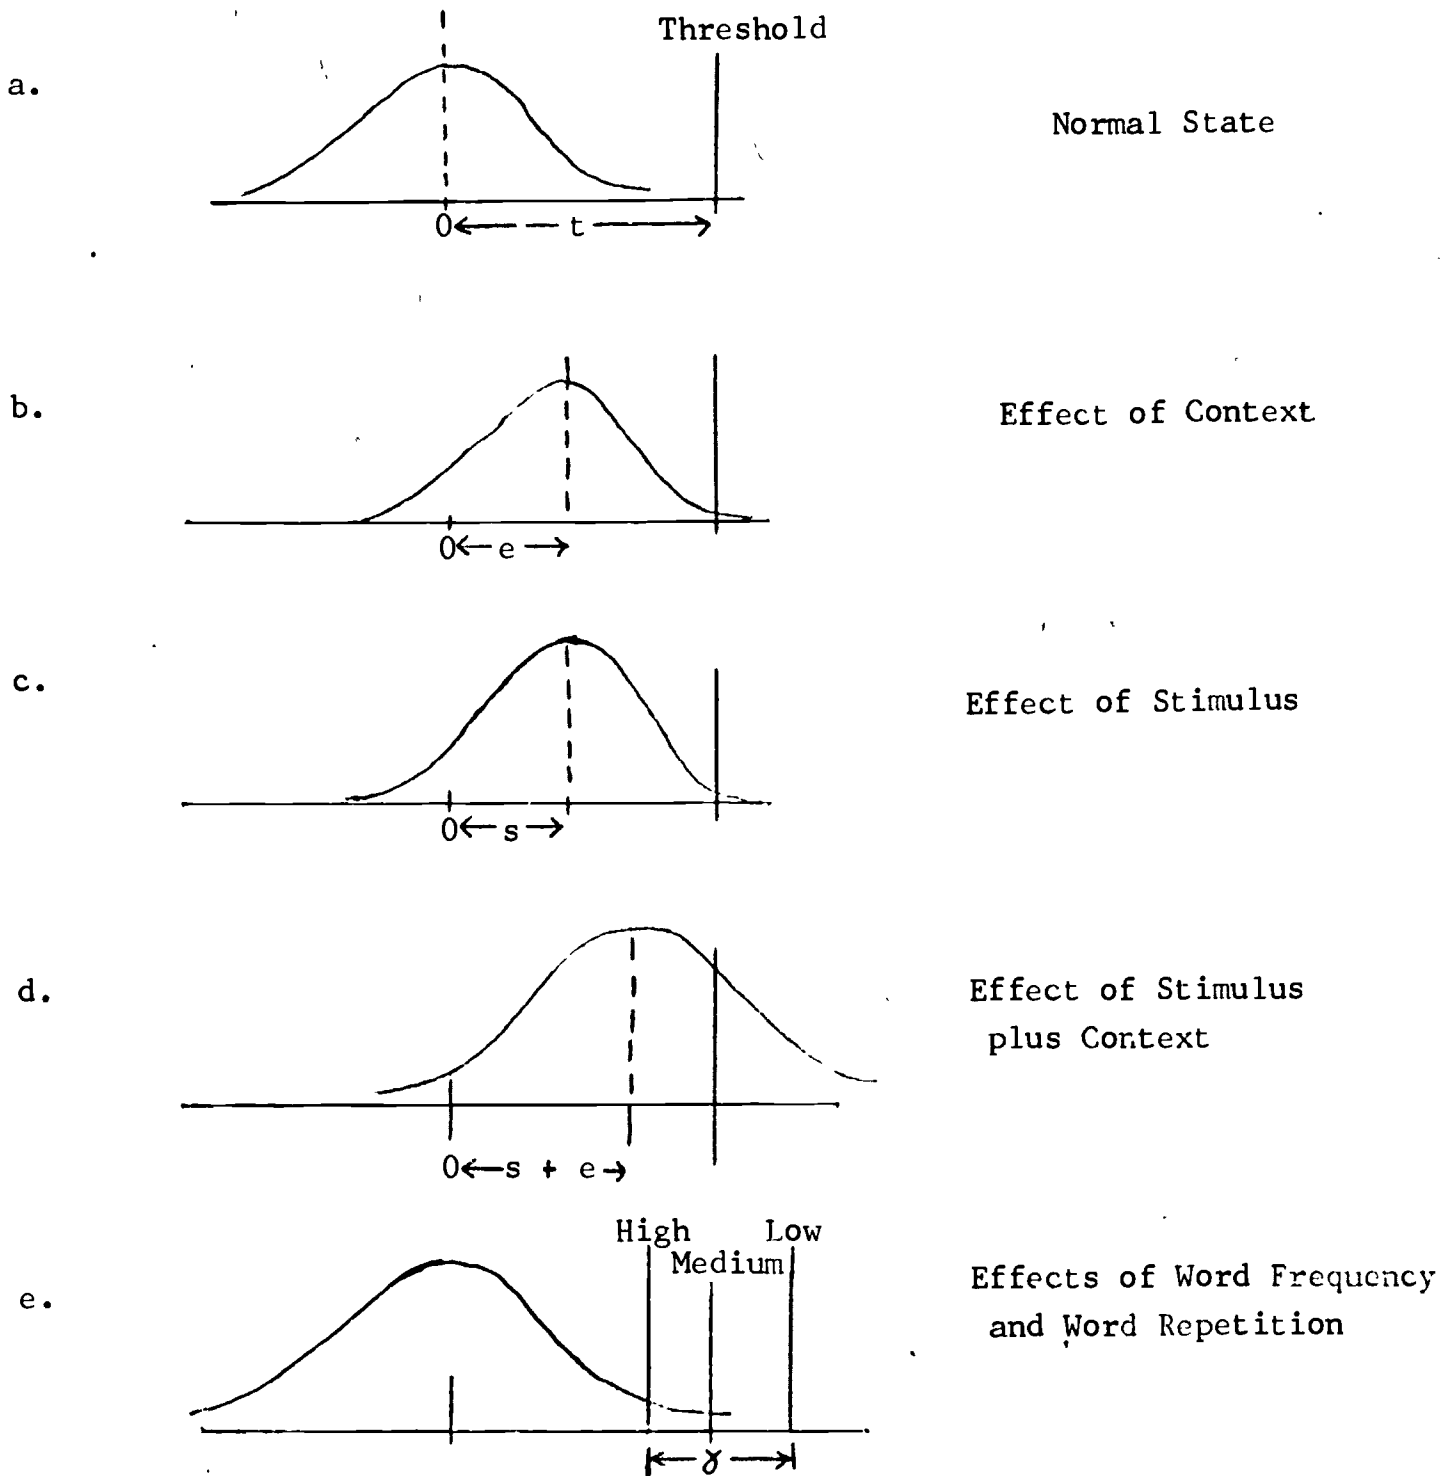 Threshold
a.
Normal State
0 t
b.
Effect of Context
0 e
c.
Effect of Stimulus
0 s
d.
Effect of Stimulus
plus Context
0 s + e
High Low
Medium
e.
Effects of Word Frequency
and Word Repetition
γ